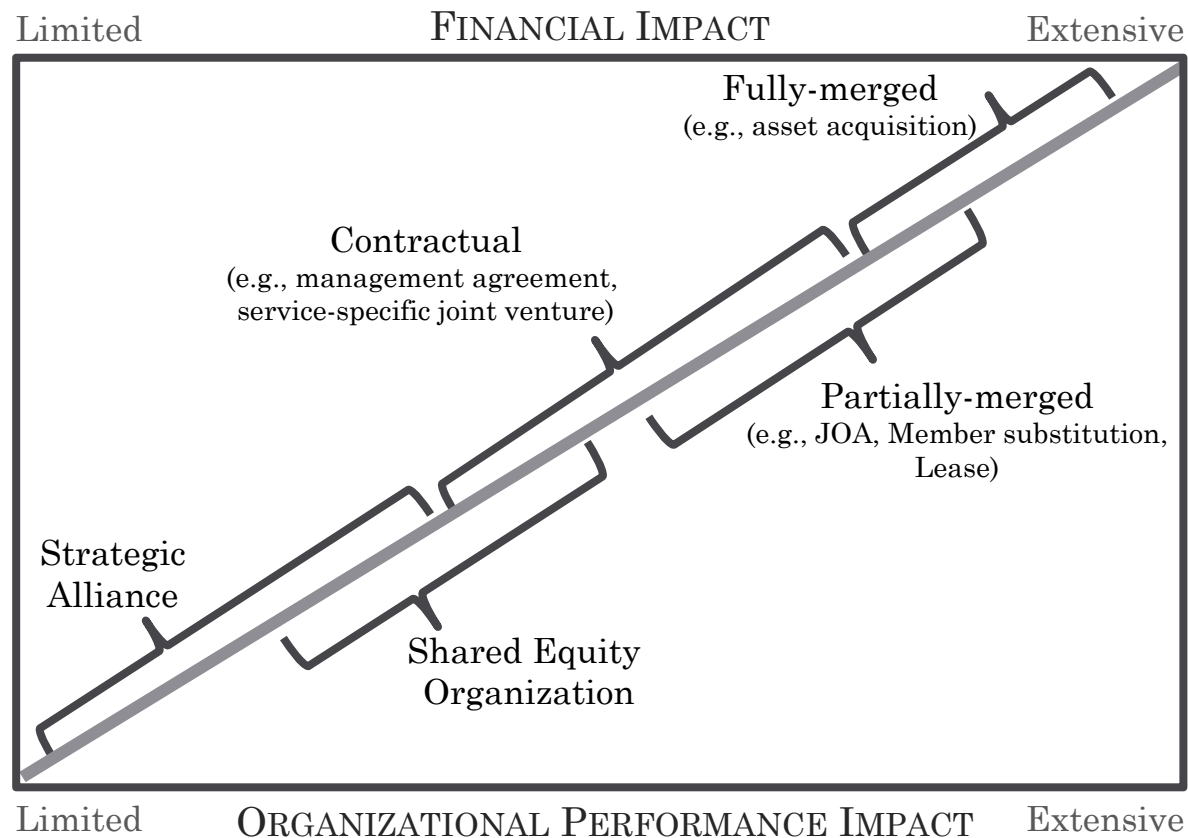 Limited FINANCIAL IMPACT Extensive
Fully-merged
(e.g., asset acquisition)
Contractual
(e.g., management agreement,
service-specific joint venture)
Partially-merged
(e.g., JOA, Member substitution,
Lease)
Strategic
Alliance
Shared Equity
Organization
Limited ORGANIZATIONAL PERFORMANCE IMPACT Extensive